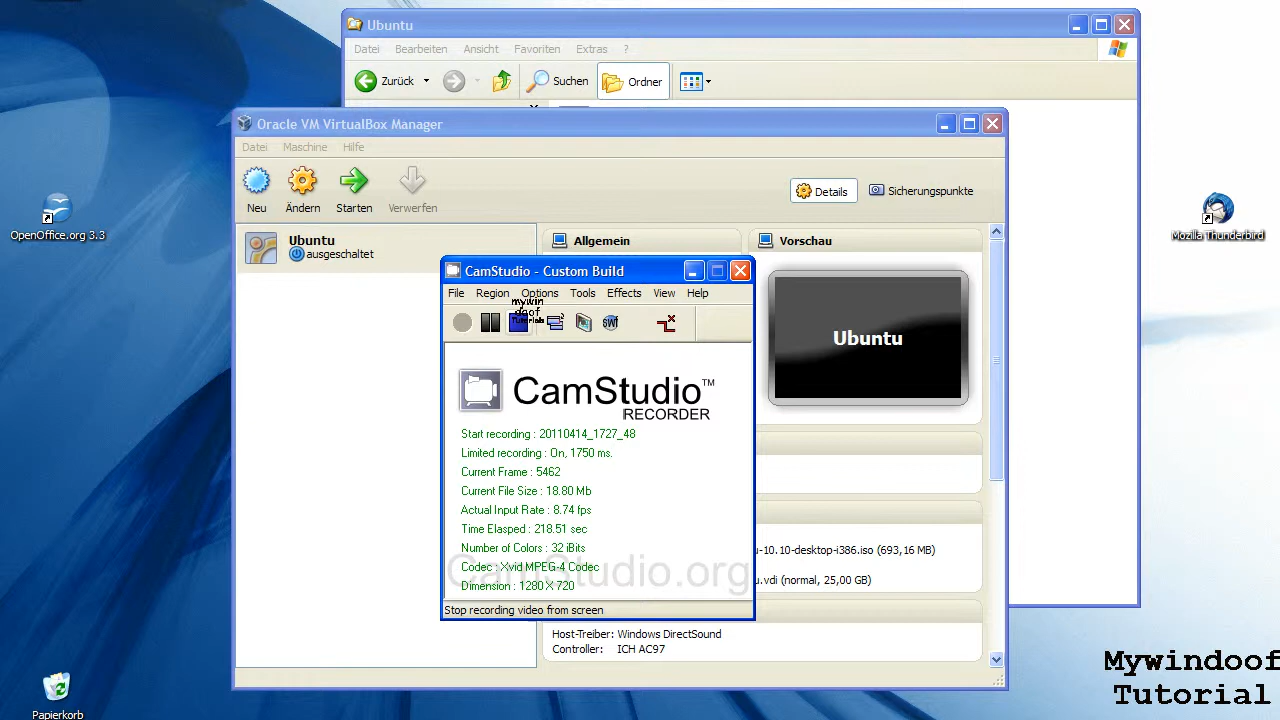 Ubuntu
Datei Bearbeiten Ansicht Favoriten Extras ?
Zurück Suchen Ordner
Oracle VM VirtualBox Manager
Datei Maschine Hilfe
Neu Ändern Starten Verwerfen
Details Sicherungspunkte
Ubuntu
ausgeschaltet
Allgemein
Vorschau
Ubuntu
CamStudio - Custom Build
File Region Options Tools Effects View Help
mywin
doof
Tutorial
SWF
CamStudio™
RECORDER
Start recording : 20110414_1727_48
Limited recording : On, 1750 ms.
Current Frame : 5462
Current File Size : 18.80 Mb
Actual Input Rate : 8.74 fps
Time Elasped : 218.51 sec
Number of Colors : 32 iBits
Codec : Xvid MPEG-4 Codec
Dimension : 1280 X 720
CamStudio.org
Stop recording video from screen
u-10.10-desktop-i386.iso (693,16 MB)
u.vdi (normal, 25,00 GB)
Host-Treiber: Windows DirectSound
Controller: ICH AC97
OpenOffice.org 3.3
Mozilla Thunderbird
Papierkorb
Mywindoof
Tutorial